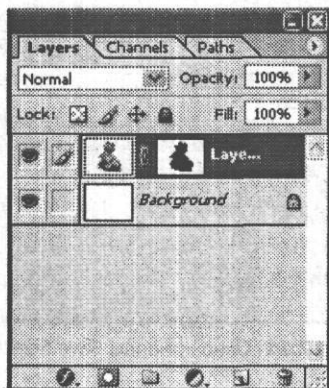 Layers Channels Paths
Normal Opacity: 100%
Lock: Fill: 100%
Laye...
Background